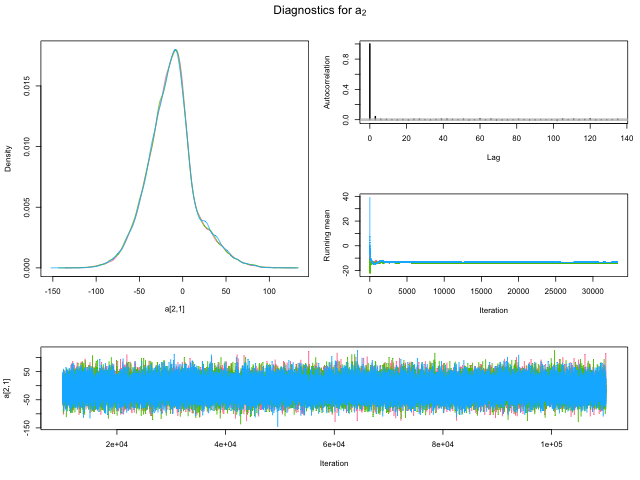 Diagnostics for a2
Density
0.000 0.005 0.010 0.015
-150 -100 -50 0 50 100
a[2,1]
Autocorrelation
0.0 0.4 0.8
0 20 40 60 80 100 120 140
Lag
Running mean
-20 0 20 40
0 5000 10000 15000 20000 25000 30000
Iteration
a[2,1]
-150 -50 50
2e+04 4e+04 6e+04 8e+04 1e+05
Iteration